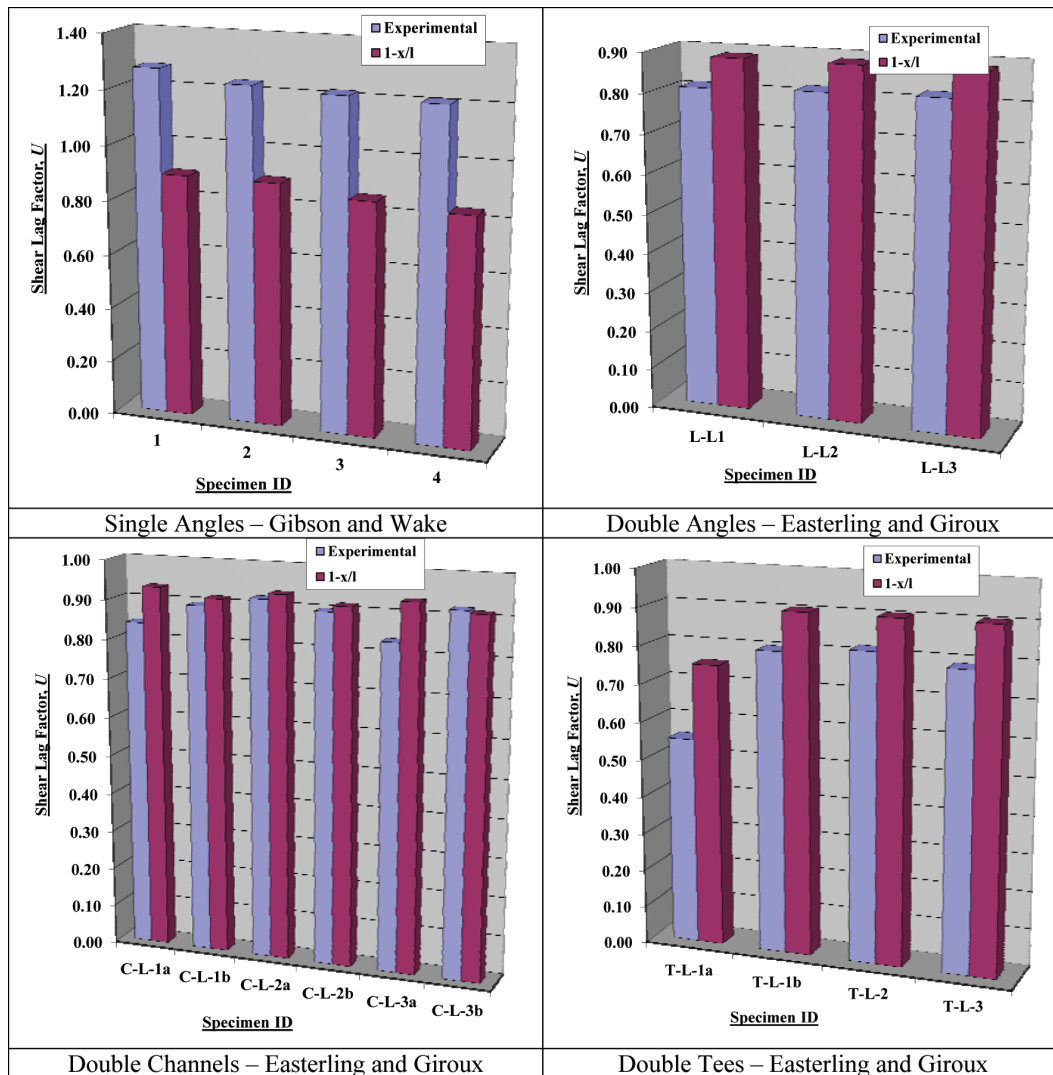 Experimental
1-x/l
Shear Lag Factor, U
1.40
1.20
1.00
0.80
0.60
0.40
0.20
0.00
1
2
3
4
Specimen ID
Single Angles – Gibson and Wake
Experimental
1-x/l
Shear Lag Factor, U
0.90
0.80
0.70
0.60
0.50
0.40
0.30
0.20
0.10
0.00
L-L1
L-L2
L-L3
Specimen ID
Double Angles – Easterling and Giroux
Experimental
1-x/l
Shear Lag Factor, U
1.00
0.90
0.80
0.70
0.60
0.50
0.40
0.30
0.20
0.10
0.00
C-L-1a
C-L-1b
C-L-2a
C-L-2b
C-L-3a
C-L-3b
Specimen ID
Double Channels – Easterling and Giroux
Experimental
1-x/l
Shear Lag Factor, U
1.00
0.90
0.80
0.70
0.60
0.50
0.40
0.30
0.20
0.10
0.00
T-L-1a
T-L-1b
T-L-2
T-L-3
Specimen ID
Double Tees – Easterling and Giroux